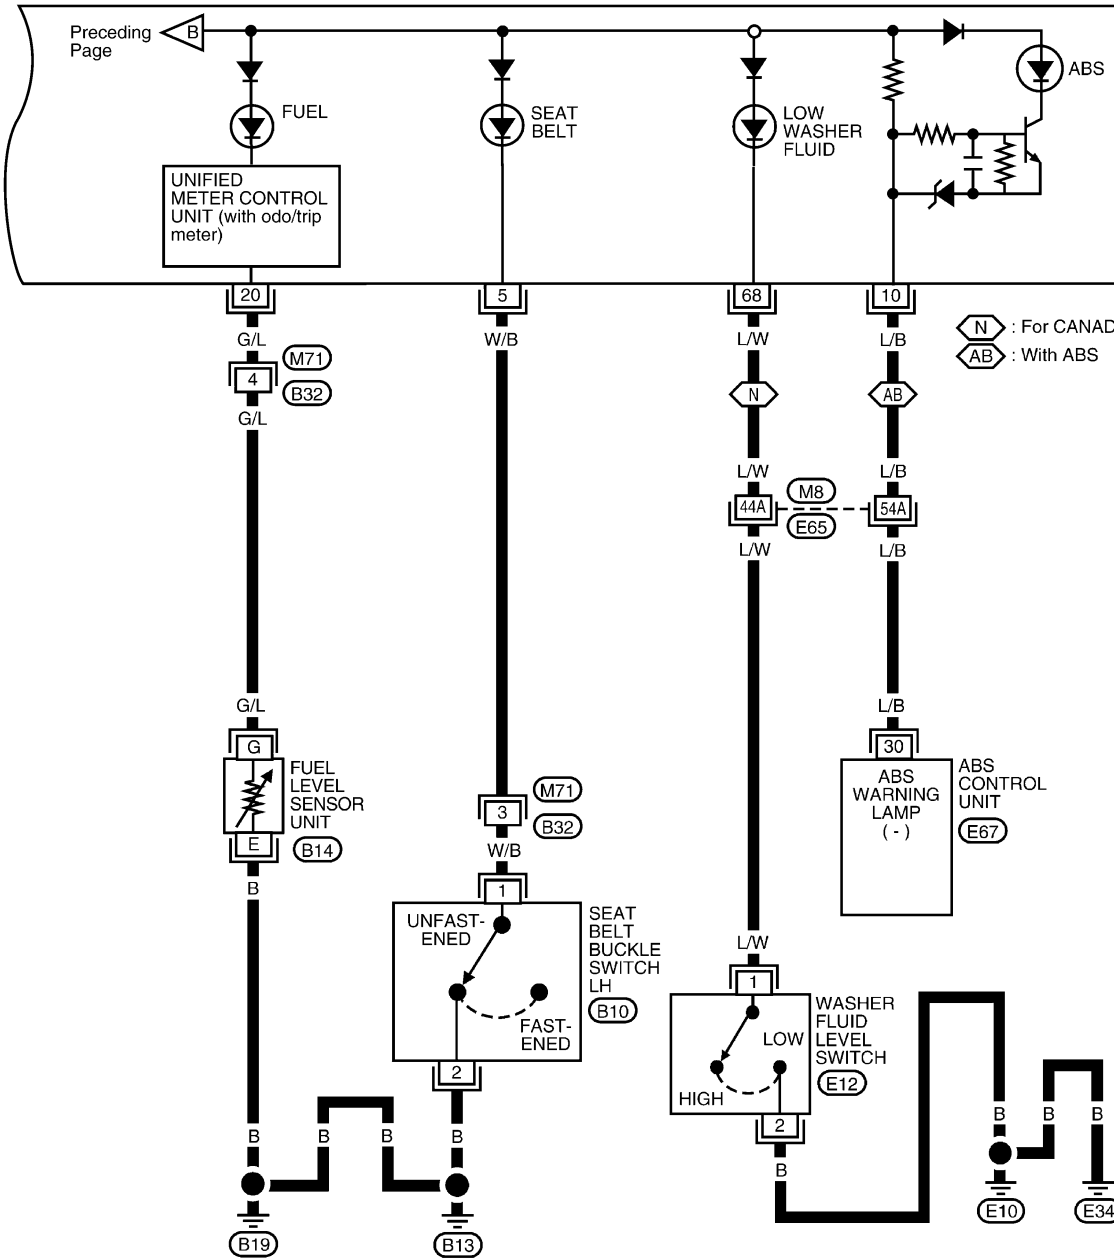 Preceding
Page
B
FUEL
SEAT
BELT
LOW
WASHER
FLUID
ABS
UNIFIED
METER CONTROL
UNIT (with odo/trip
meter)
20
5
68
10
N : For CANAD
AB : With ABS
G/L
W/B
L/W
L/B
M71
4
B32
G/L
N
AB
L/W
L/B
M8
44A
54A
E65
L/W
L/B
G/L
L/B
G
30
FUEL
LEVEL
SENSOR
UNIT
E
B14
ABS
WARNING
LAMP
( - )
ABS
CONTROL
UNIT
E67
M71
3
B32
W/B
B
1
UNFAST-
ENED
FAST-
ENED
SEAT
BELT
BUCKLE
SWITCH
LH
B10
2
L/W
1
LOW
HIGH
WASHER
FLUID
LEVEL
SWITCH
E12
2
B
B
B
B
B
B
B
B
B19
B13
E10
E34